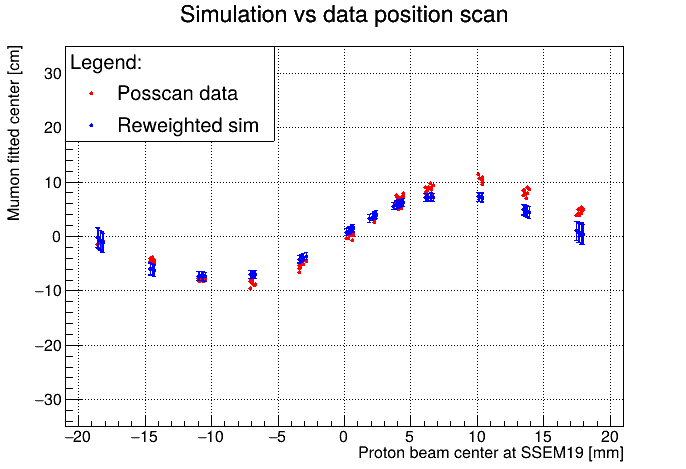 Simulation vs data position scan
Mumon fitted center [cm]
Legend:
Posscan data
Reweighted sim
30
20
10
0
−10
−20
−30
−20 −15 −10 −5 0 5 10 15 20
Proton beam center at SSEM19 [mm]